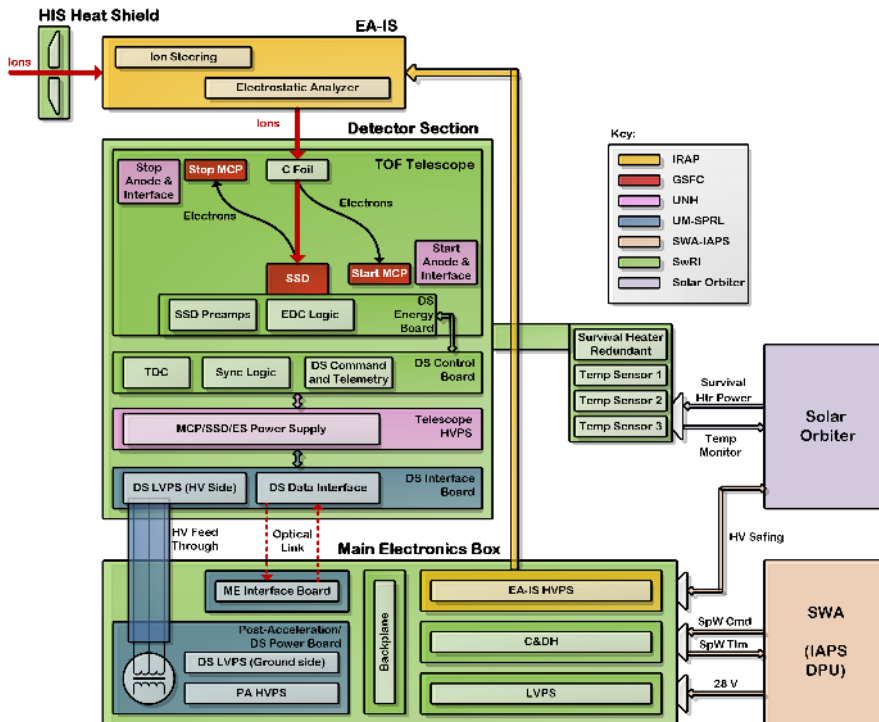 HIS Heat Shield
EA-IS
Ions
Ion Steering
Electrostatic Analyzer
Ions
Detector Section
TOF Telescope
Stop
Anode &
Interface
Stop MCP
C Foil
Electrons
Electrons
SSD
Start MCP
Start
Anode &
Interface
SSD Preamps
EDC Logic
DS
Energy
Board
TDC
Sync Logic
DS Command
and Telemetry
DS Control
Board
MCP/SSD/ES Power Supply
Telescope
HVPS
DS LVPS (HV Side)
DS Data Interface
DS Interface
Board
Key:
IRAP
GSFC
UNH
UM-SPRL
SWA-IAPS
SwRI
Solar Orbiter
Survival Heater
Redundant
Temp Sensor 1
Temp Sensor 2
Temp Sensor 3
Survival
Htr Power
Temp
Monitor
Solar
Orbiter
HV Safing
HV Feed
Through
Optical
Link
Main Electronics Box
ME Interface Board
Post-Acceleration/
DS Power Board
DS LVPS (Ground side)
PA HVPS
Backplane
EA-IS HVPS
C&DH
LVPS
SpW Cmd
SpW Tlm
28 V
SWA
(IAPS
DPU)